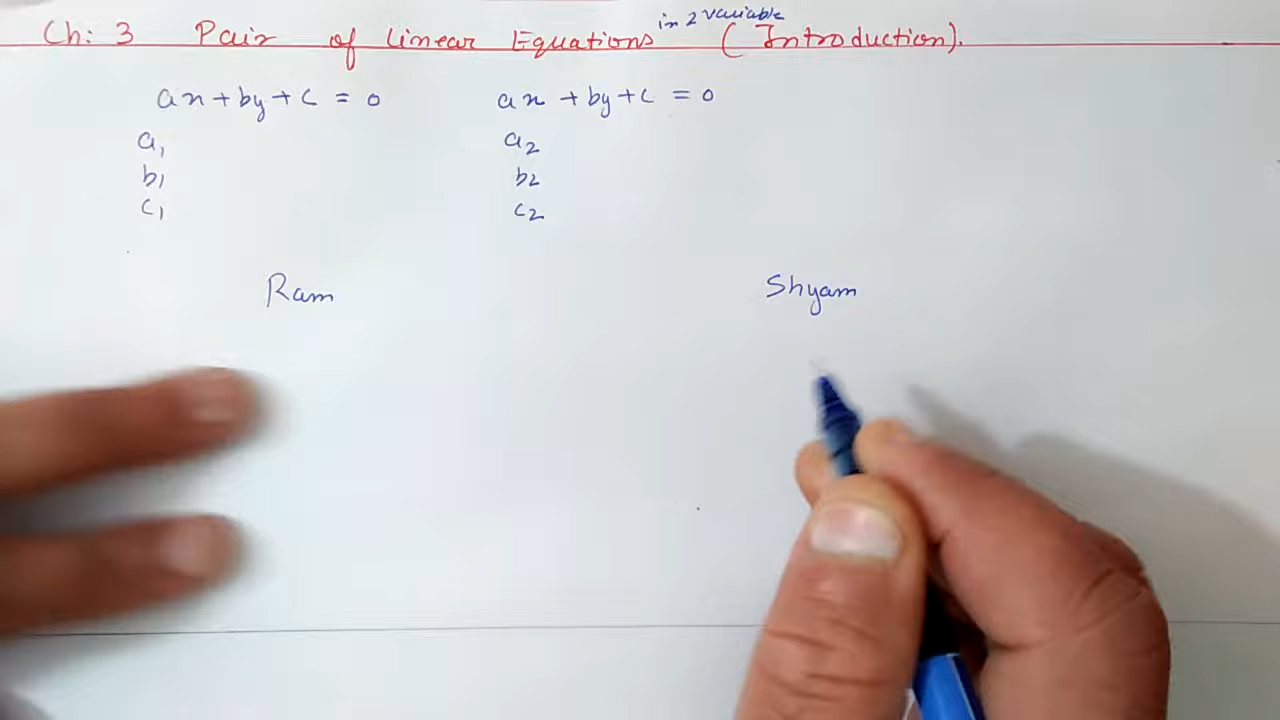 Ch: 3 Pair of linear Equations in 2 variable (Introduction).
ax + by + c = 0 ax + by + c = 0
a1 a2
b1 b2
c1 c2
Ram Shyam